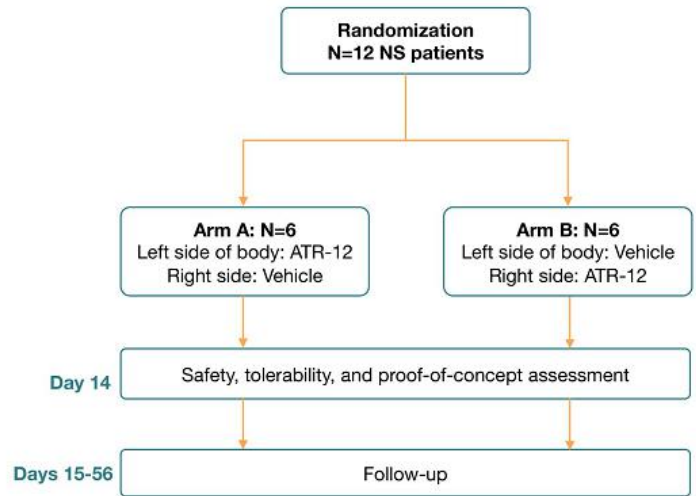 Randomization
N=12 NS patients
Arm A: N=6
Left side of body: ATR-12
Right side: Vehicle
Arm B: N=6
Left side of body: Vehicle
Right side: ATR-12
Day 14
Safety, tolerability, and proof-of-concept assessment
Days 15-56
Follow-up